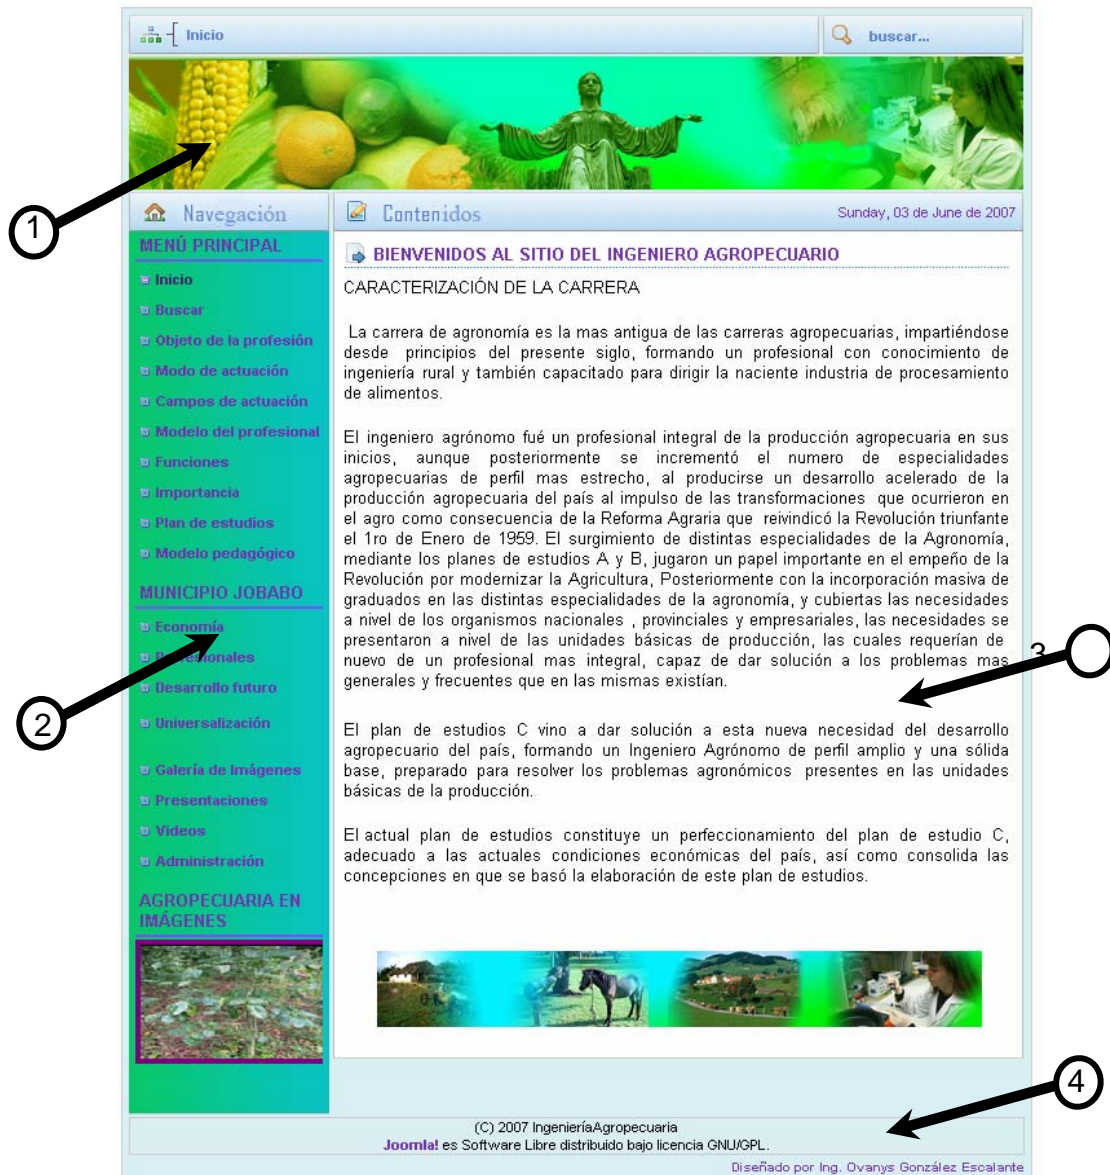 Inicio
buscar...
1
Navegación
Contenidos
Sunday, 03 de June de 2007
MENÚ PRINCIPAL
Inicio
Buscar
Objeto de la profesión
Modo de actuación
Campos de actuación
Modelo del profesional
Funciones
Importancia
Plan de estudios
Modelo pedagógico
MUNICIPIO JOBABO
Economía
Profesionales
Desarrollo futuro
2
Universalización
Galería de Imágenes
Presentaciones
Videos
Administración
AGROPECUARIA EN
IMÁGENES
BIENVENIDOS AL SITIO DEL INGENIERO AGROPECUARIO
CARACTERIZACIÓN DE LA CARRERA
La carrera de agronomía es la mas antigua de las carreras agropecuarias, impartiéndose
desde principios del presente siglo, formando un profesional con conocimiento de
ingeniería rural y también capacitado para dirigir la naciente industria de procesamiento
de alimentos.
El ingeniero agrónomo fué un profesional integral de la producción agropecuaria en sus
inicios, aunque posteriormente se incrementó el numero de especialidades
agropecuarias de perfil mas estrecho, al producirse un desarrollo acelerado de la
producción agropecuaria del país al impulso de las transformaciones que ocurrieron en
el agro como consecuencia de la Reforma Agraria que reivindicó la Revolución triunfante
el 1ro de Enero de 1959. El surgimiento de distintas especialidades de la Agronomía,
mediante los planes de estudios A y B, jugaron un papel importante en el empeño de la
Revolución por modernizar la Agricultura, Posteriormente con la incorporación masiva de
graduados en las distintas especialidades de la agronomía, y cubiertas las necesidades
a nivel de los organismos nacionales , provinciales y empresariales, las necesidades se
presentaron a nivel de las unidades básicas de producción, las cuales requerían de
nuevo de un profesional mas integral, capaz de dar solución a los problemas mas
generales y frecuentes que en las mismas existían.
3
El plan de estudios C vino a dar solución a esta nueva necesidad del desarrollo
agropecuario del país, formando un Ingeniero Agrónomo de perfil amplio y una sólida
base, preparado para resolver los problemas agronómicos presentes en las unidades
básicas de la producción.
El actual plan de estudios constituye un perfeccionamiento del plan de estudio C,
adecuado a las actuales condiciones económicas del país, así como consolida las
concepciones en que se basó la elaboración de este plan de estudios.
4
(C) 2007 IngenieríaAgropecuaria
Joomla! es Software Libre distribuido bajo licencia GNU/GPL.
Diseñado por Ing. Ovanys González Escalante